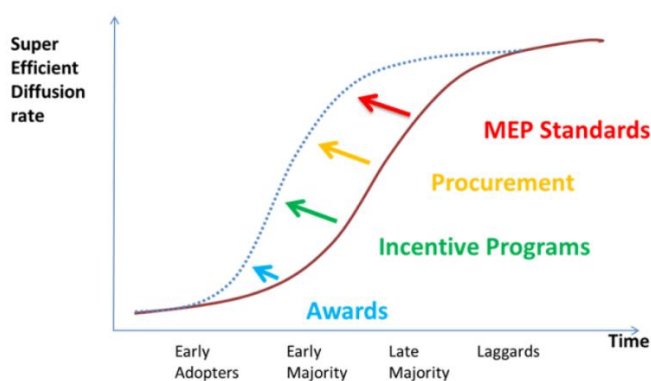 Super
Efficient
Diffusion
rate
MEP Standards
Procurement
Incentive Programs
Awards
Time
Early
Adopters
Early
Majority
Late
Majority
Laggards